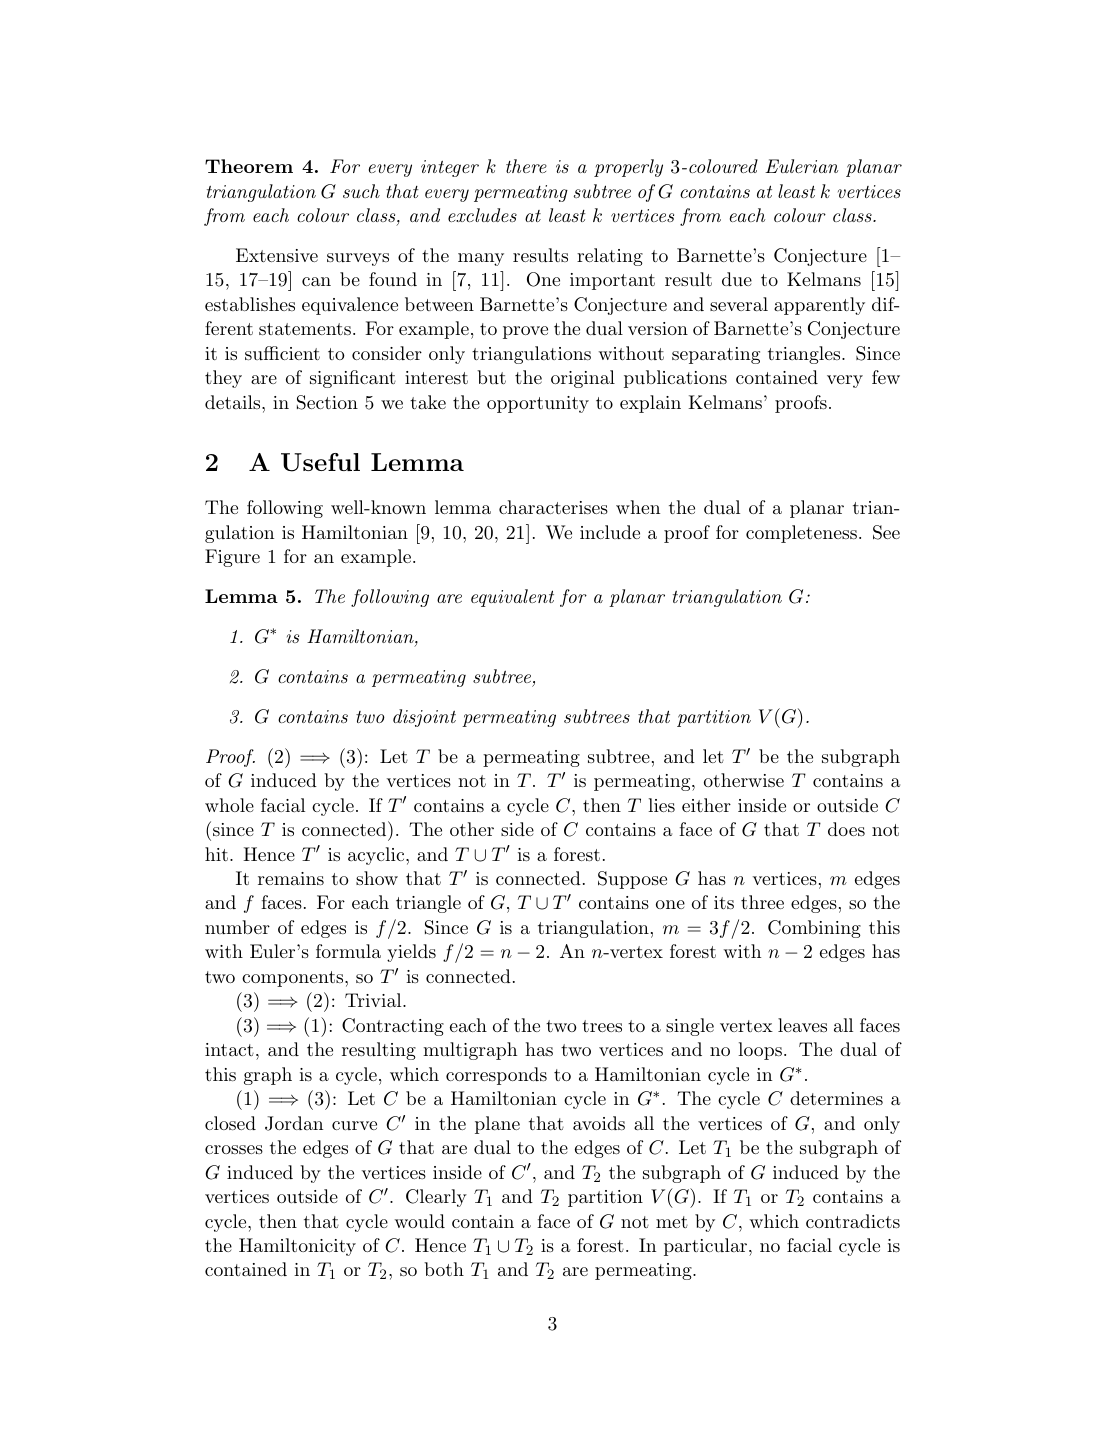 Theorem 4. For every integer k there is a properly 3-coloured Eulerian planar
triangulation G such that every permeating subtree of G contains at least k vertices
from each colour class, and excludes at least k vertices from each colour class.
Extensive surveys of the many results relating to Barnette's Conjecture [1–
15, 17–19] can be found in [7, 11]. One important result due to Kelmans [15]
establishes equivalence between Barnette's Conjecture and several apparently dif-
ferent statements. For example, to prove the dual version of Barnette's Conjecture
it is sufficient to consider only triangulations without separating triangles. Since
they are of significant interest but the original publications contained very few
details, in Section 5 we take the opportunity to explain Kelmans' proofs.
2 A Useful Lemma
The following well-known lemma characterises when the dual of a planar trian-
gulation is Hamiltonian [9, 10, 20, 21]. We include a proof for completeness. See
Figure 1 for an example.
Lemma 5. The following are equivalent for a planar triangulation G:
1. G* is Hamiltonian,
2. G contains a permeating subtree,
3. G contains two disjoint permeating subtrees that partition V(G).
Proof. (2) ⟹ (3): Let T be a permeating subtree, and let T′ be the subgraph
of G induced by the vertices not in T. T′ is permeating, otherwise T contains a
whole facial cycle. If T′ contains a cycle C, then T lies either inside or outside C
(since T is connected). The other side of C contains a face of G that T does not
hit. Hence T′ is acyclic, and T ∪ T′ is a forest.
It remains to show that T′ is connected. Suppose G has n vertices, m edges
and f faces. For each triangle of G, T ∪ T′ contains one of its three edges, so the
number of edges is f/2. Since G is a triangulation, m = 3f/2. Combining this
with Euler's formula yields f/2 = n − 2. An n-vertex forest with n − 2 edges has
two components, so T′ is connected.
(3) ⟹ (2): Trivial.
(3) ⟹ (1): Contracting each of the two trees to a single vertex leaves all faces
intact, and the resulting multigraph has two vertices and no loops. The dual of
this graph is a cycle, which corresponds to a Hamiltonian cycle in G*.
(1) ⟹ (3): Let C be a Hamiltonian cycle in G*. The cycle C determines a
closed Jordan curve C′ in the plane that avoids all the vertices of G, and only
crosses the edges of G that are dual to the edges of C. Let T₁ be the subgraph of
G induced by the vertices inside of C′, and T₂ the subgraph of G induced by the
vertices outside of C′. Clearly T₁ and T₂ partition V(G). If T₁ or T₂ contains a
cycle, then that cycle would contain a face of G not met by C, which contradicts
the Hamiltonicity of C. Hence T₁ ∪ T₂ is a forest. In particular, no facial cycle is
contained in T₁ or T₂, so both T₁ and T₂ are permeating.
3